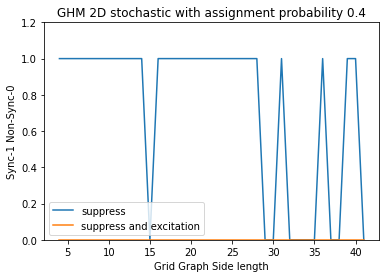 GHM 2D stochastic with assignment probability 0.4
1.2
1.0
0.8
0.6
0.4
0.2
0.0
Sync-1 Non-Sync-0
suppress
suppress and excitation
5 10 15 20 25 30 35 40
Grid Graph Side length